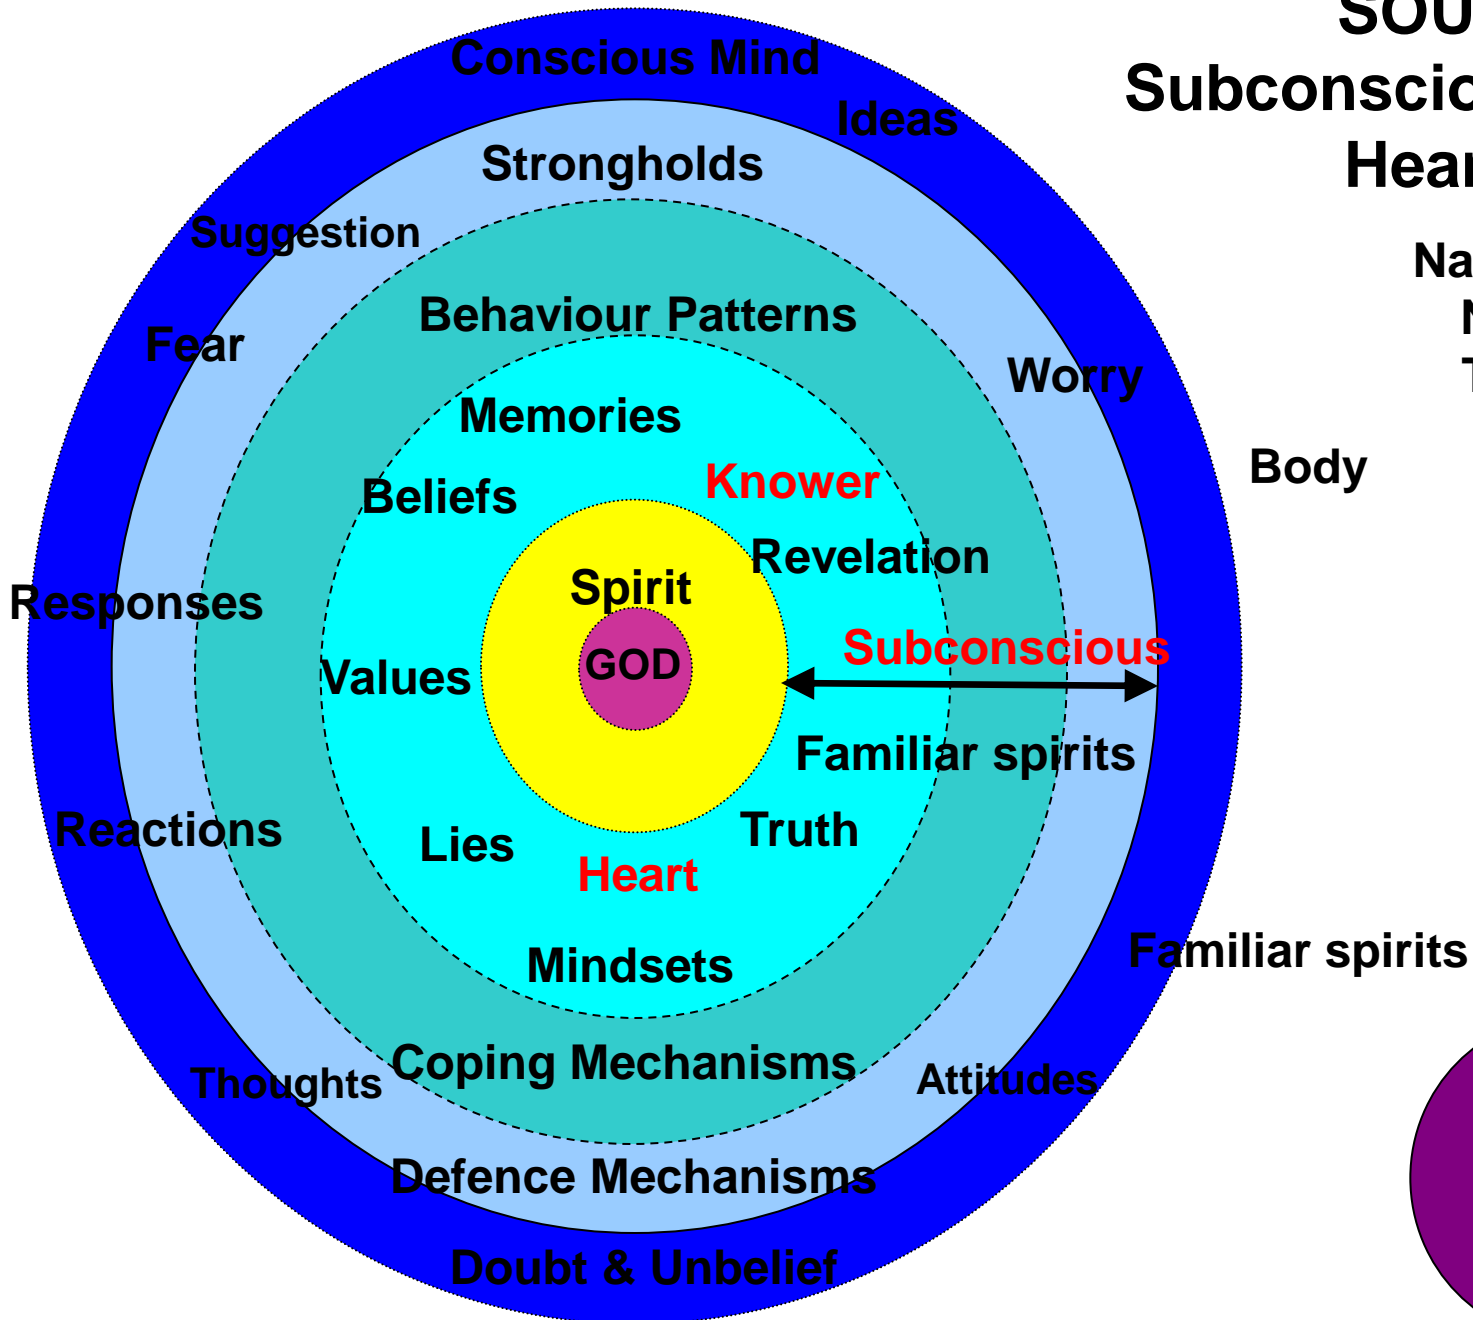 SOU
Subconscio
Hear
Na
Conscious Mind
Ideas
Strongholds
Suggestion
Behaviour Patterns
Fear
Worry
Memories
Body
Knower
Beliefs
Revelation
Spirit
Responses
Subconscious
GOD
Values
Familiar spirits
Reactions
Truth
Lies
Heart
Familiar spirits
Mindsets
Coping Mechanisms
Thoughts
Attitudes
Defence Mechanisms
Doubt & Unbelief